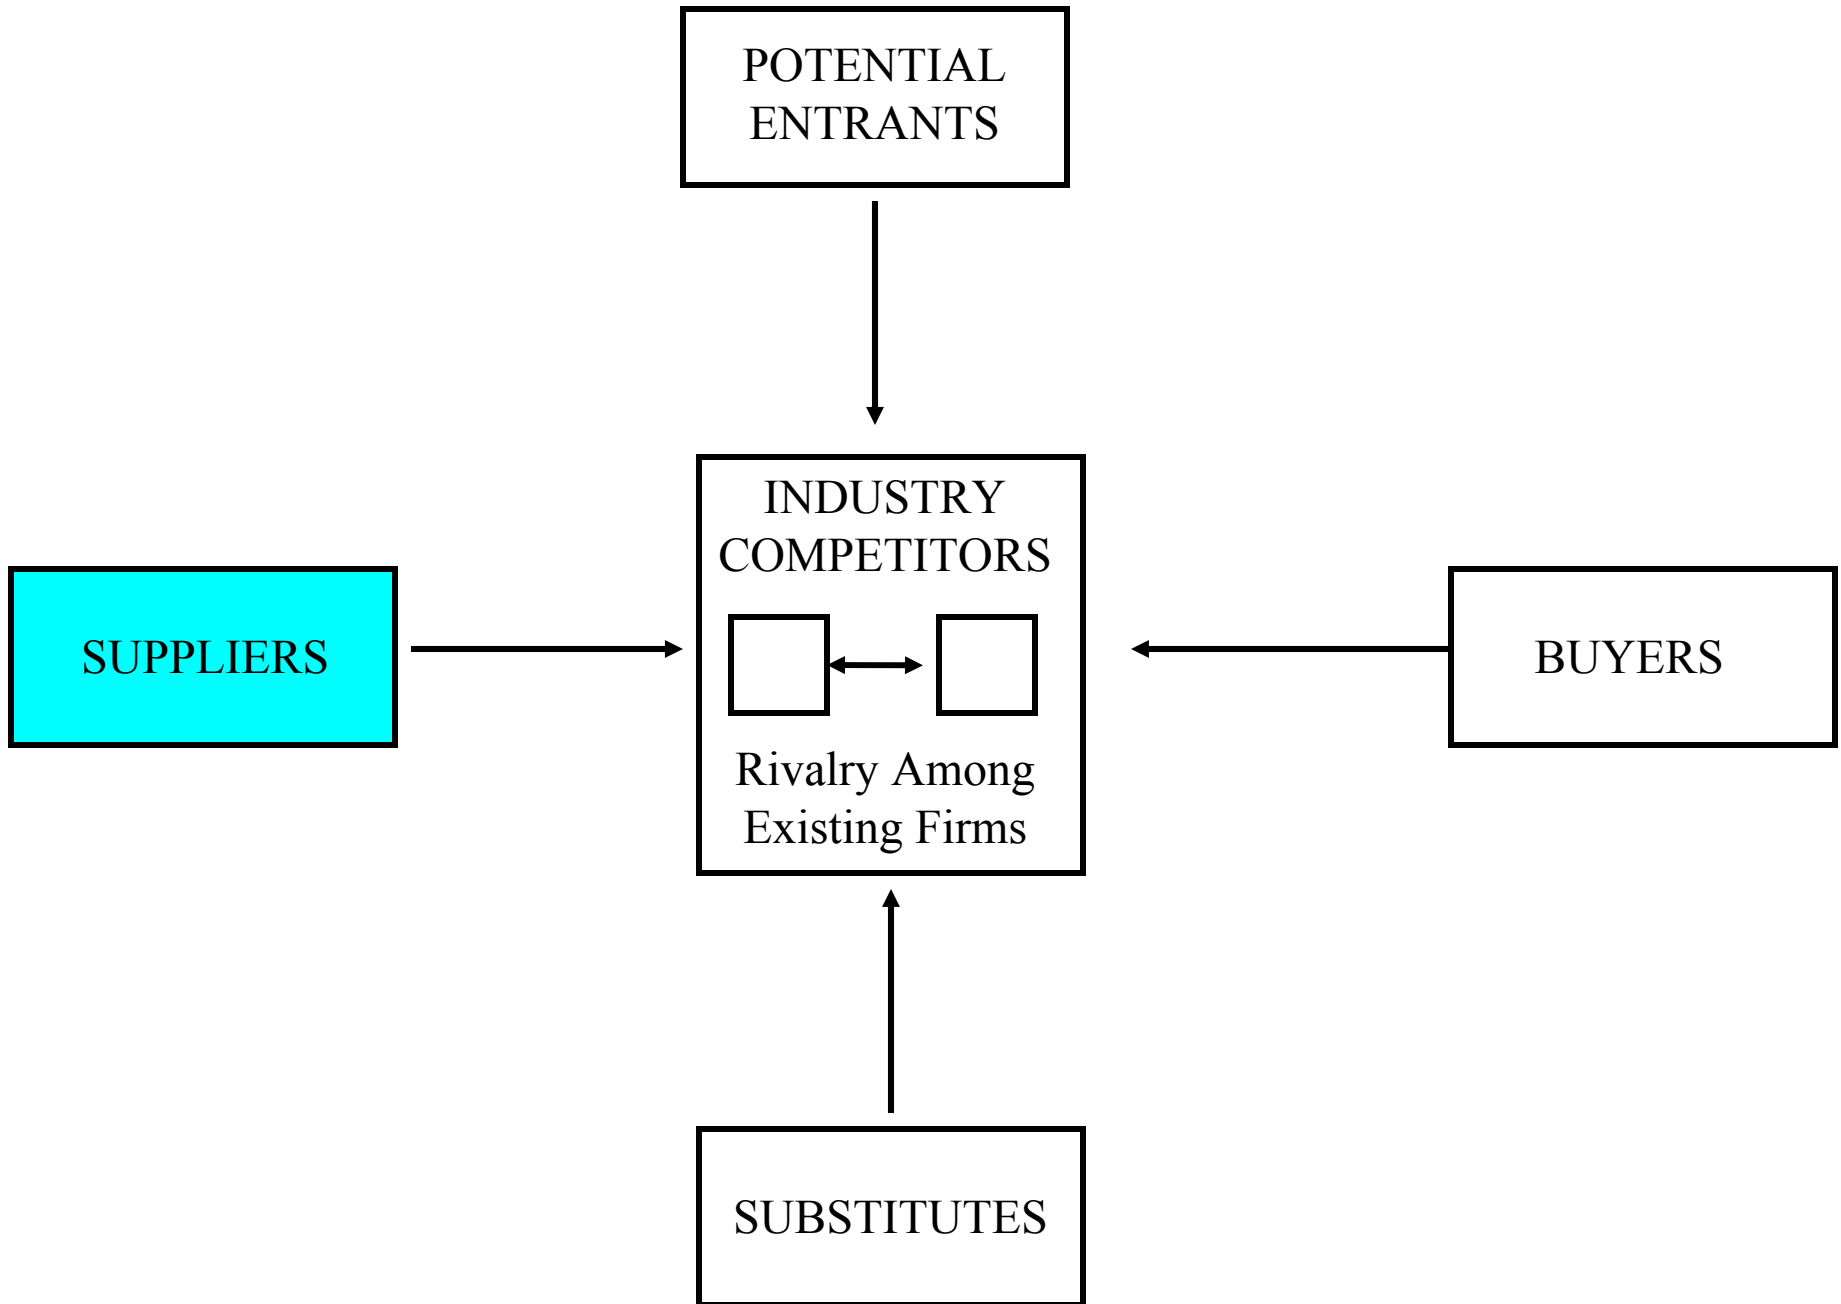 POTENTIAL
ENTRANTS
INDUSTRY
COMPETITORS
SUPPLIERS
BUYERS
Rivalry Among
Existing Firms
SUBSTITUTES